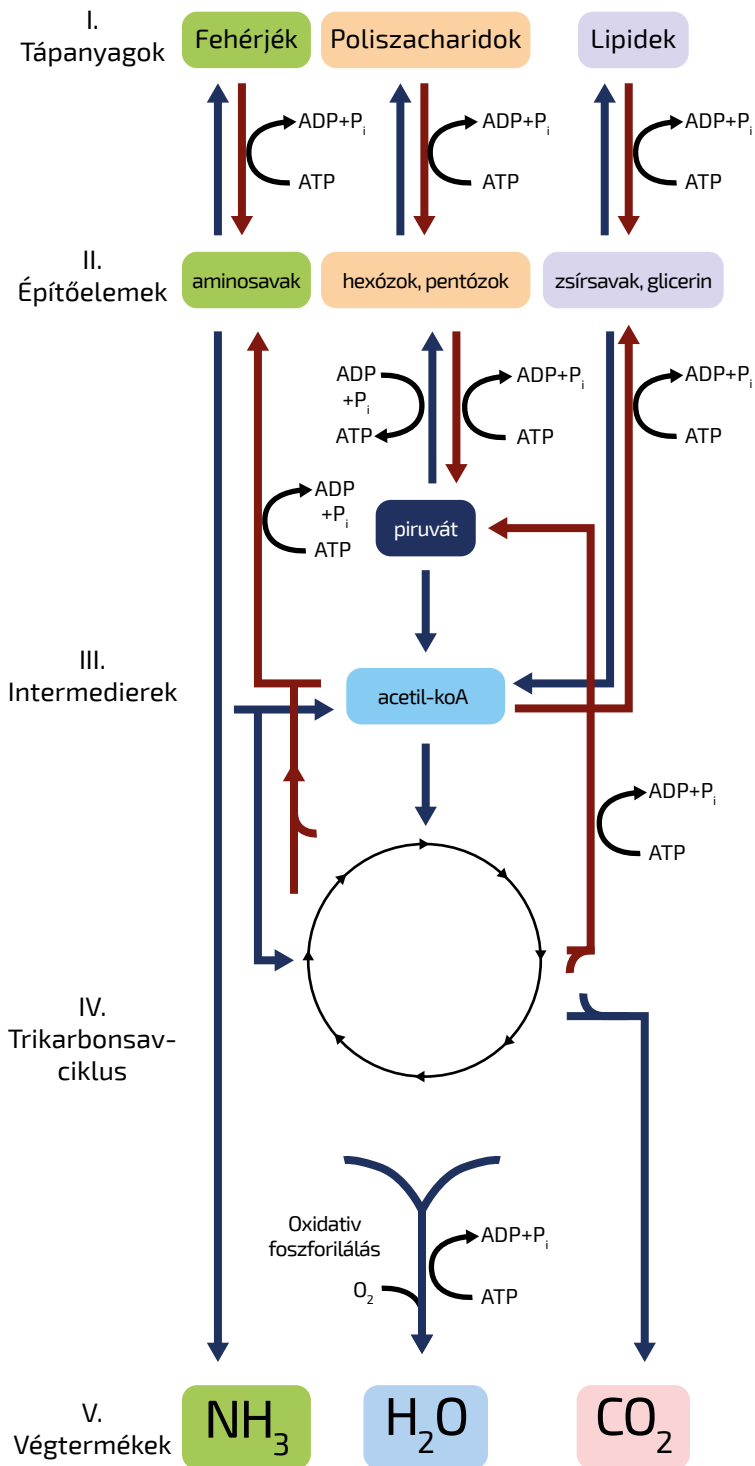 I.
Tápanyagok
Fehérjék
Poliszacharidok
Lipidek
ADP+Pi
ATP
ADP+Pi
ATP
ADP+Pi
ATP
II.
Építőelemek
aminosavak
hexózok, pentózok
zsírsavak, glicerin
ADP
+Pi
ATP
ADP+Pi
ATP
ADP+Pi
ATP
ADP
+Pi
ATP
piruvát
III.
Intermedierek
acetil-koA
ADP+Pi
ATP
IV.
Trikarbonsav-
ciklus
Oxidativ
foszforilálás
O2
ADP+Pi
ATP
V.
Végtermékek
NH3
H2O
CO2